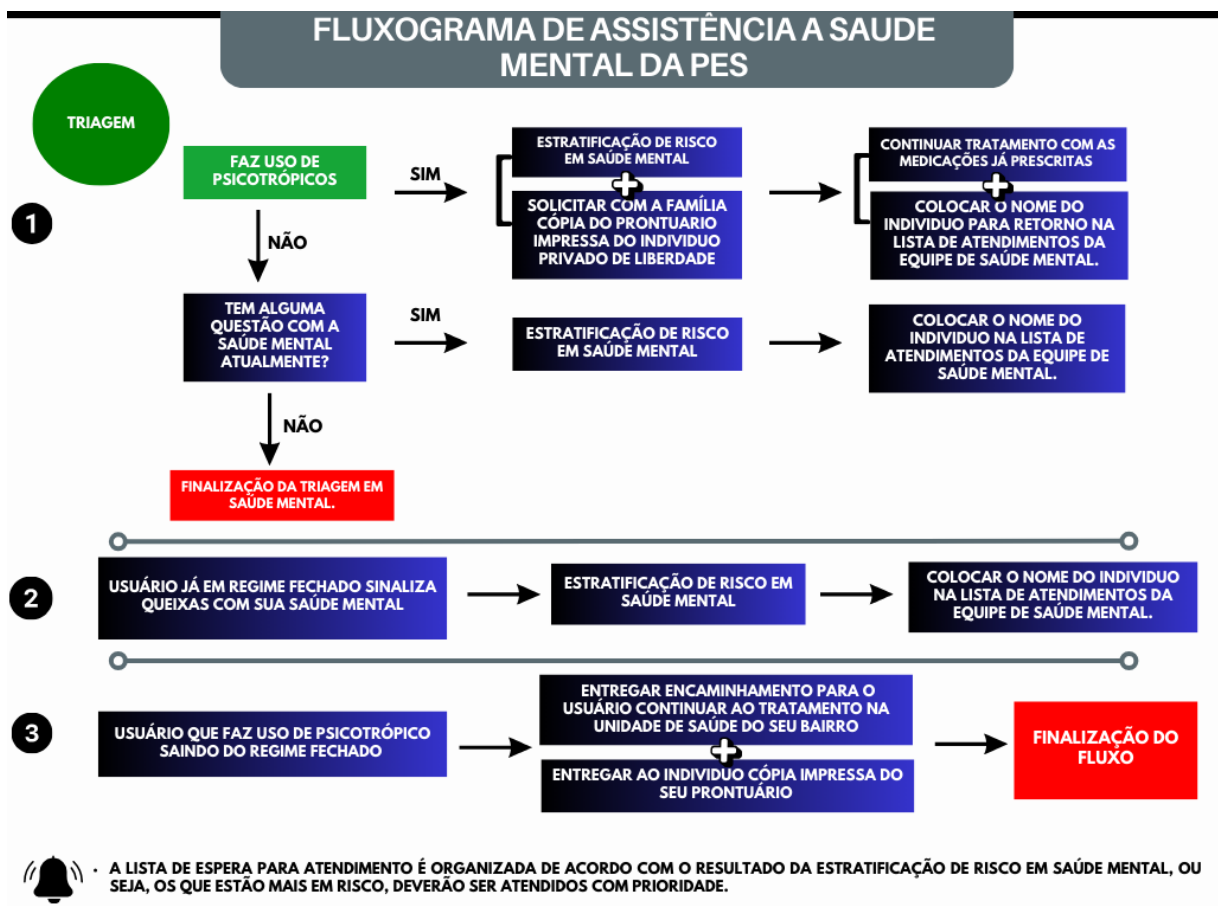 FLUXOGRAMA DE ASSISTÊNCIA A SAUDE
MENTAL DA PES
TRIAGEM
1
FAZ USO DE
PSICOTRÓPICOS
SIM
ESTRATIFICAÇÃO DE RISCO
EM SAÚDE MENTAL
SOLICITAR COM A FAMÍLIA
CÓPIA DO PRONTUARIO
IMPRESSA DO INDIVIDUO
PRIVADO DE LIBERDADE
CONTINUAR TRATAMENTO COM AS
MEDICAÇÕES JÁ PRESCRITAS
COLOCAR O NOME DO
INDIVIDUO PARA RETORNO NA
LISTA DE ATENDIMENTOS DA
EQUIPE DE SAÚDE MENTAL.
NÃO
TEM ALGUMA
QUESTÃO COM A
SAÚDE MENTAL
ATUALMENTE?
SIM
ESTRATIFICAÇÃO DE RISCO
EM SAÚDE MENTAL
COLOCAR O NOME DO
INDIVIDUO NA LISTA DE
ATENDIMENTOS DA EQUIPE DE
SAÚDE MENTAL.
NÃO
FINALIZAÇÃO DA TRIAGEM EM
SAÚDE MENTAL.
2
USUÁRIO JÁ EM REGIME FECHADO SINALIZA
QUEIXAS COM SUA SAÚDE MENTAL
ESTRATIFICAÇÃO DE RISCO EM
SAÚDE MENTAL
COLOCAR O NOME DO INDIVIDUO
NA LISTA DE ATENDIMENTOS DA
EQUIPE DE SAÚDE MENTAL.
3
USUÁRIO QUE FAZ USO DE PSICOTRÓPICO
SAINDO DO REGIME FECHADO
ENTREGAR ENCAMINHAMENTO PARA O
USUÁRIO CONTINUAR AO TRATAMENTO NA
UNIDADE DE SAÚDE DO SEU BAIRRO
ENTREGAR AO INDIVIDUO CÓPIA IMPRESSA DO
SEU PRONTUÁRIO
FINALIZAÇÃO DO
FLUXO
• A LISTA DE ESPERA PARA ATENDIMENTO É ORGANIZADA DE ACORDO COM O RESULTADO DA ESTRATIFICAÇÃO DE RISCO EM SAÚDE MENTAL, OU
SEJA, OS QUE ESTÃO MAIS EM RISCO, DEVERÃO SER ATENDIDOS COM PRIORIDADE.